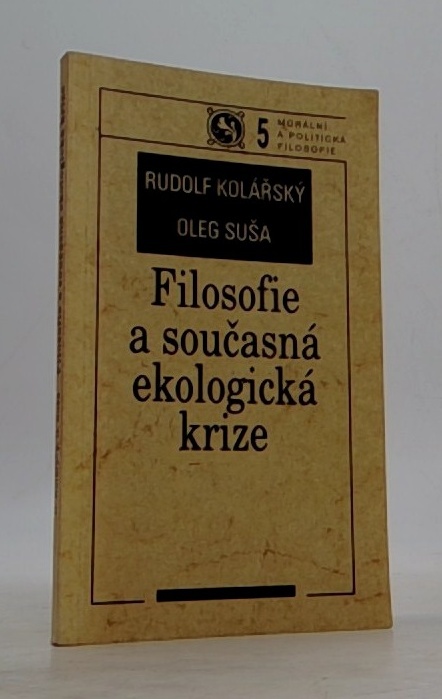 5
MORÁLNÍ
A POLITICKÁ
FILOSOFIE
RUDOLF KOLÁŘSKÝ
OLEG SUŠA
Filosofie
a současná
ekologická
krize